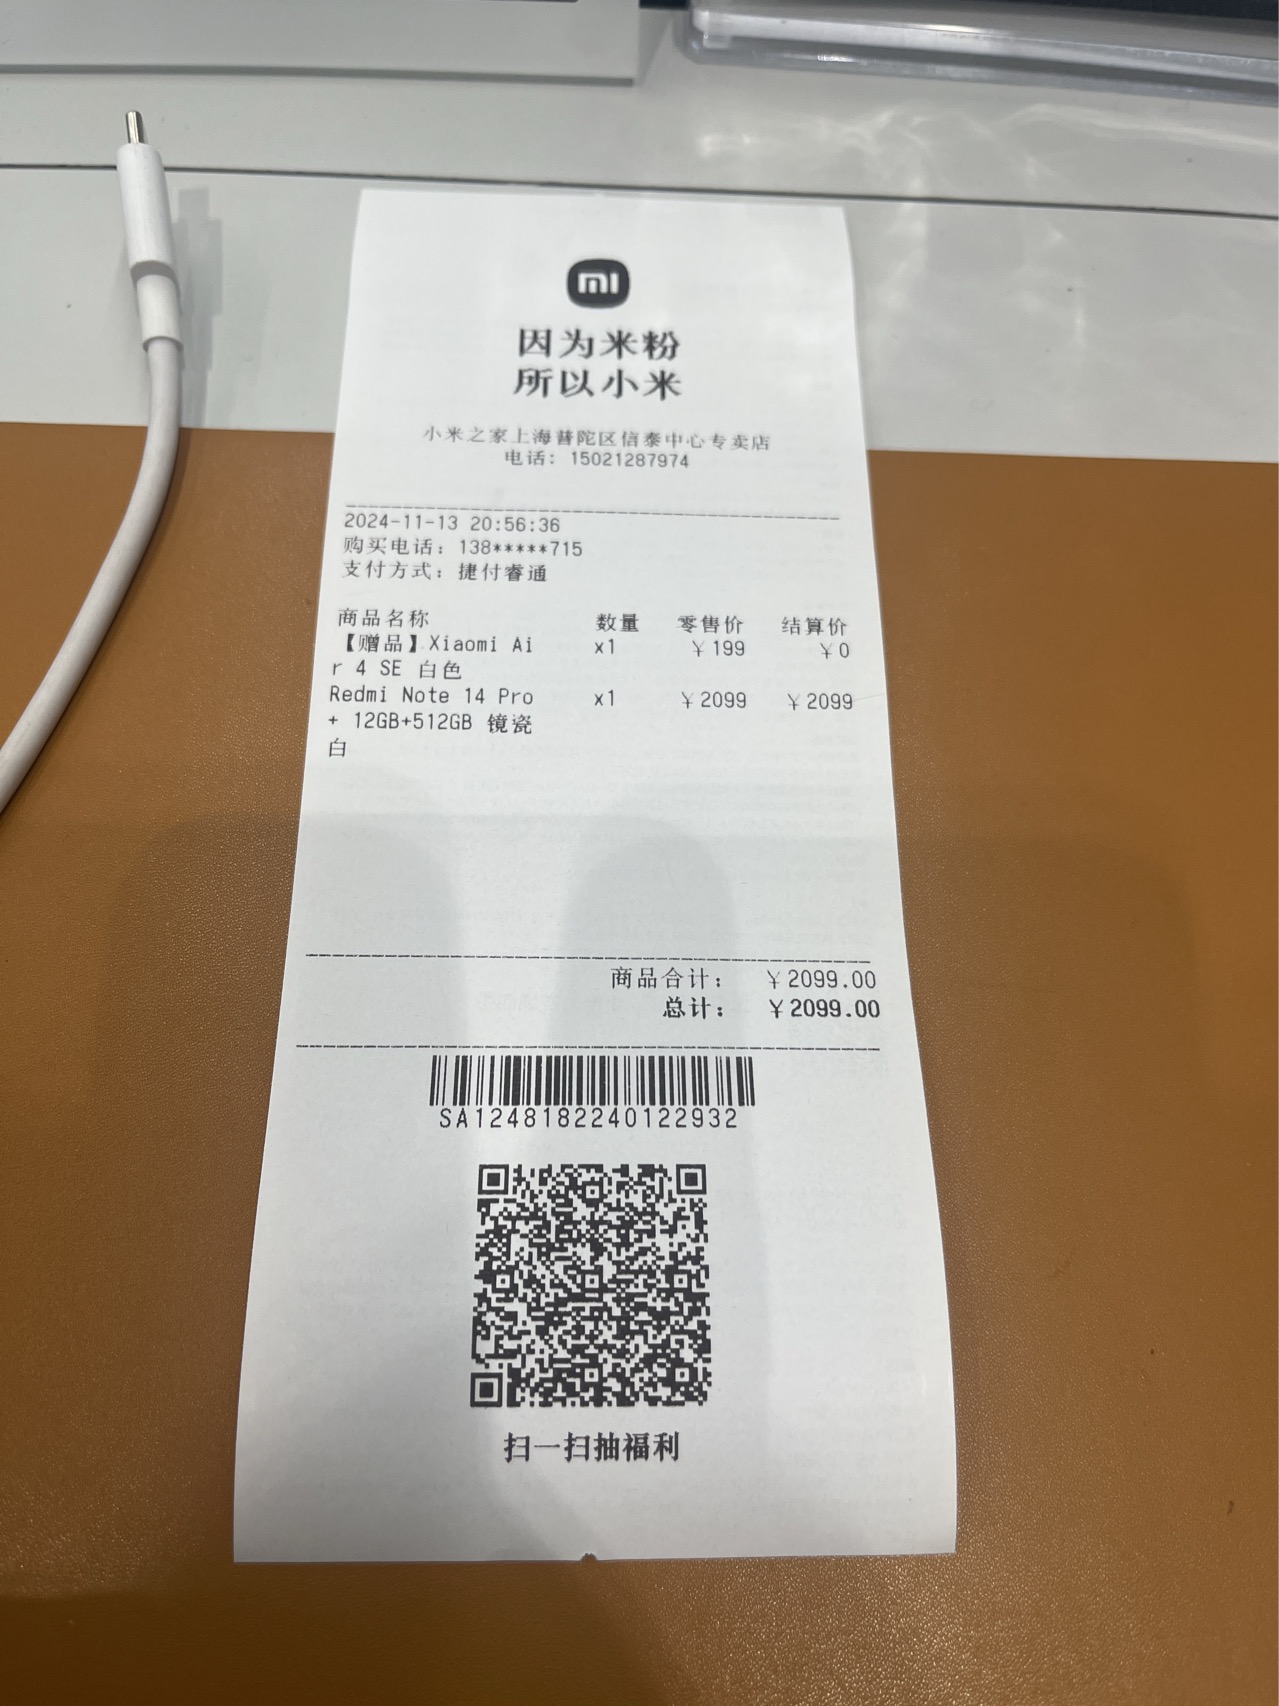 mi
因为米粉
所以小米
小米之家上海普陀区信泰中心专卖店
电话: 15021287974
2024-11-13 20:56:36
购买电话: 138*****715
支付方式: 捷付睿通
商品名称 数量 零售价 结算价
【赠品】Xiaomi Ai x1 ￥199 ￥0
r 4 SE 白色
Redmi Note 14 Pro x1 ￥2099 ￥2099
+ 12GB+512GB 镜瓷
白
商品合计: ￥2099.00
总计: ￥2099.00
SA1248182240122932
扫一扫抽福利